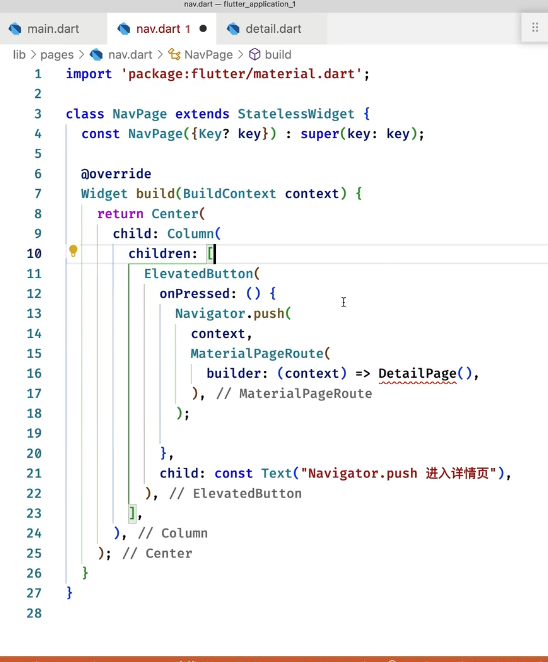 nav.dart — flutter_application_1
main.dart
nav.dart 1
detail.dart
lib > pages > nav.dart > NavPage > build
1 import 'package:flutter/material.dart';
2
3 class NavPage extends StatelessWidget {
4 const NavPage({Key? key}) : super(key: key);
5
6 @override
7 Widget build(BuildContext context) {
8 return Center(
9 child: Column(
10 children: [
11 ElevatedButton(
12 onPressed: () {
13 Navigator.push(
14 context,
15 MaterialPageRoute(
16 builder: (context) => DetailPage(),
17 ), // MaterialPageRoute
18 );
19
20 },
21 child: const Text("Navigator.push 进入详情页"),
22 ), // ElevatedButton
23 ],
24 ), // Column
25 ); // Center
26 }
27 }
28